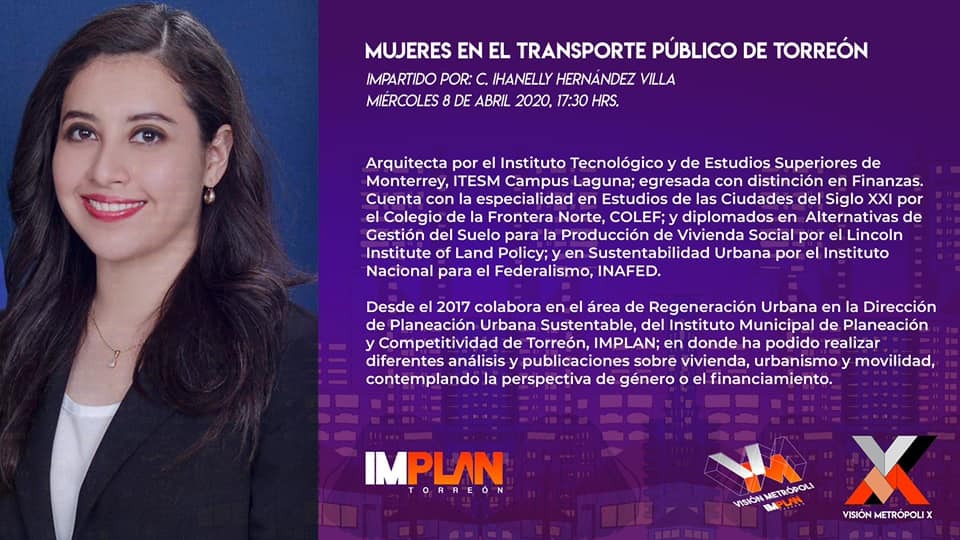 MUJERES EN EL TRANSPORTE PÚBLICO DE TORREÓN
IMPARTIDO POR: C. IHANELLY HERNÁNDEZ VILLA
MIÉRCOLES 8 DE ABRIL 2020, 17:30 HRS.
Arquitecta por el Instituto Tecnológico y de Estudios Superiores de
Monterrey, ITESM Campus Laguna; egresada con distinción en Finanzas.
Cuenta con la especialidad en Estudios de las Ciudades del Siglo XXI por
el Colegio de la Frontera Norte, COLEF; y diplomados en Alternativas de
Gestión del Suelo para la Producción de Vivienda Social por el Lincoln
Institute of Land Policy; y en Sustentabilidad Urbana por el Instituto
Nacional para el Federalismo, INAFED.
Desde el 2017 colabora en el área de Regeneración Urbana en la Dirección
de Planeación Urbana Sustentable, del Instituto Municipal de Planeación
y Competitividad de Torreón, IMPLAN; en donde ha podido realizar
diferentes análisis y publicaciones sobre vivienda, urbanismo y movilidad,
contemplando la perspectiva de género o el financiamiento.
IMPLAN
TORREÓN
VISIÓN METRÓPOLI
IMPLAN
VISIÓN METRÓPOLI X